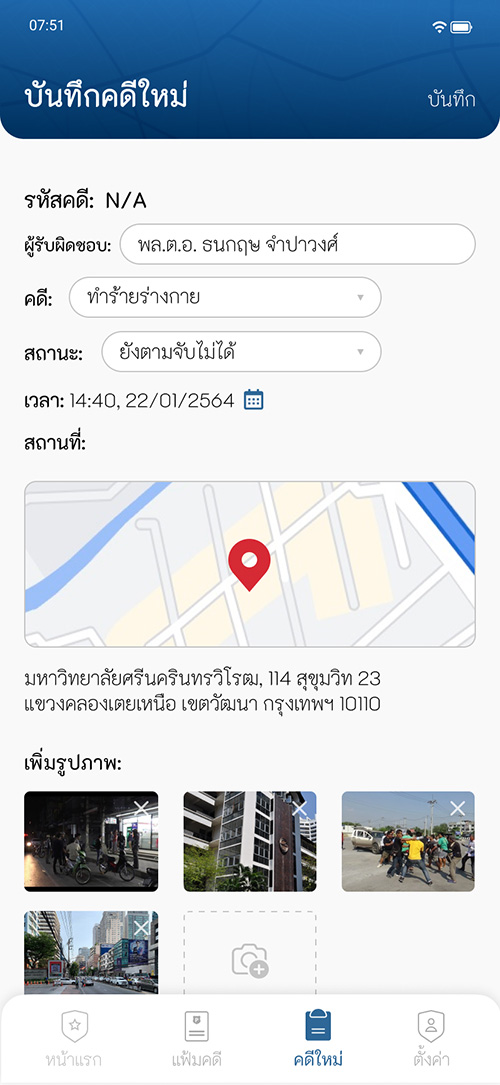 07:51
บันทึกคดีใหม่
บันทึก
รหัสคดี: N/A
ผู้รับผิดชอบ: พล.ต.อ. ธนกฤษ จำปาวงศ์
คดี: ทำร้ายร่างกาย
สถานะ: ยังตามจับไม่ได้
เวลา: 14:40, 22/01/2564
สถานที่:
มหาวิทยาลัยศรีนครินทรวิโรฒ, 114 สุขุมวิท 23
แขวงคลองเตยเหนือ เขตวัฒนา กรุงเทพฯ 10110
เพิ่มรูปภาพ:
หน้าแรก แฟ้มคดี คดีใหม่ ตั้งค่า